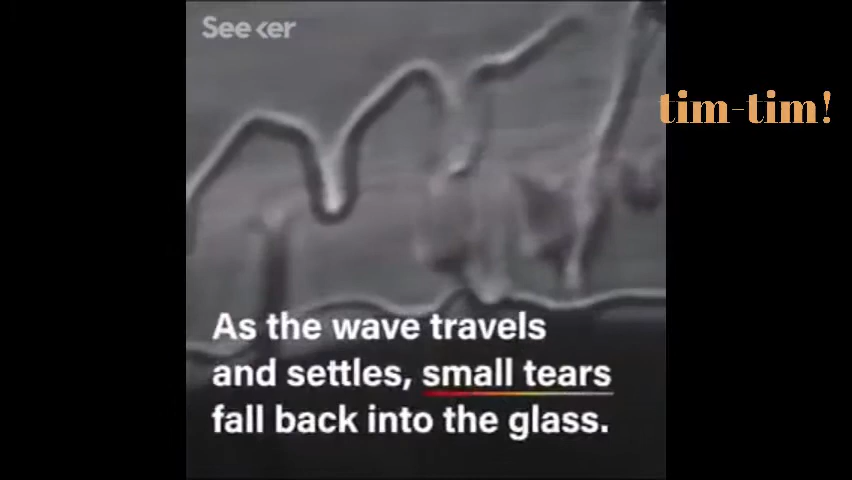 Seeker
tim-tim!
As the wave travels
and settles, small tears
fall back into the glass.